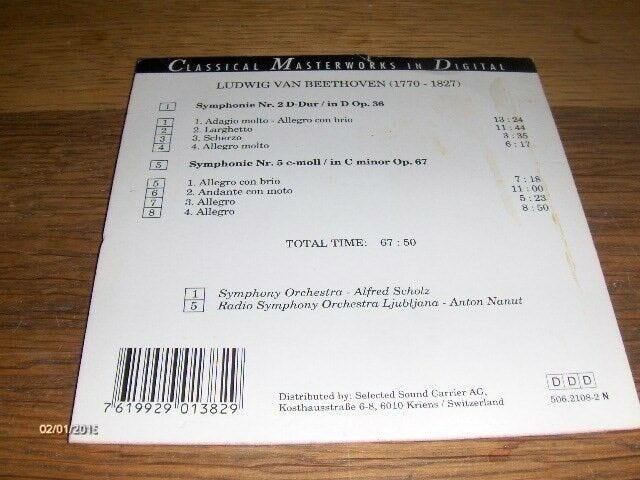 CLASSICAL MASTERWORKS IN DIGITAL
LUDWIG VAN BEETHOVEN (1770 - 1827)
1 Symphonie Nr. 2 D-Dur / in D Op. 36
1 1. Adagio molto - Allegro con brio 13 : 24
2 2. Larghetto 11 : 44
3 3. Scherzo 3 : 35
4 4. Allegro molto 6 : 17
5 Symphonie Nr. 5 c-moll / in C minor Op. 67
5 1. Allegro con brio 7 : 18
6 2. Andante con moto 11 : 00
7 3. Allegro 5 : 23
8 4. Allegro 8 : 50
TOTAL TIME: 67 : 50
1 Symphony Orchestra - Alfred Scholz
5 Radio Symphony Orchestra Ljubljana - Anton Nanut
7 619929 013829
Distributed by: Selected Sound Carrier AG,
Kosthausstraße 6-8, 6010 Kriens / Switzerland
DDD
506.2108-2 N
02/01/2015